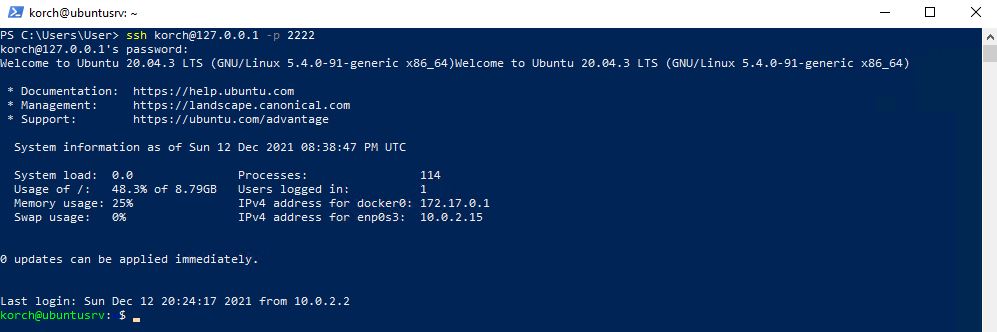 korch@ubuntusrv: ~
PS C:\Users\User> ssh korch@127.0.0.1 -p 2222
korch@127.0.0.1's password:
Welcome to Ubuntu 20.04.3 LTS (GNU/Linux 5.4.0-91-generic x86_64)Welcome to Ubuntu 20.04.3 LTS (GNU/Linux 5.4.0-91-generic x86_64)
* Documentation:  https://help.ubuntu.com
* Management:     https://landscape.canonical.com
* Support:        https://ubuntu.com/advantage
System information as of Sun 12 Dec 2021 08:38:47 PM UTC
System load:  0.0               Processes:                114
Usage of /:   48.3% of 8.79GB   Users logged in:          1
Memory usage: 25%               IPv4 address for docker0: 172.17.0.1
Swap usage:   0%                IPv4 address for enp0s3:  10.0.2.15
0 updates can be applied immediately.
Last login: Sun Dec 12 20:24:17 2021 from 10.0.2.2
korch@ubuntusrv: $